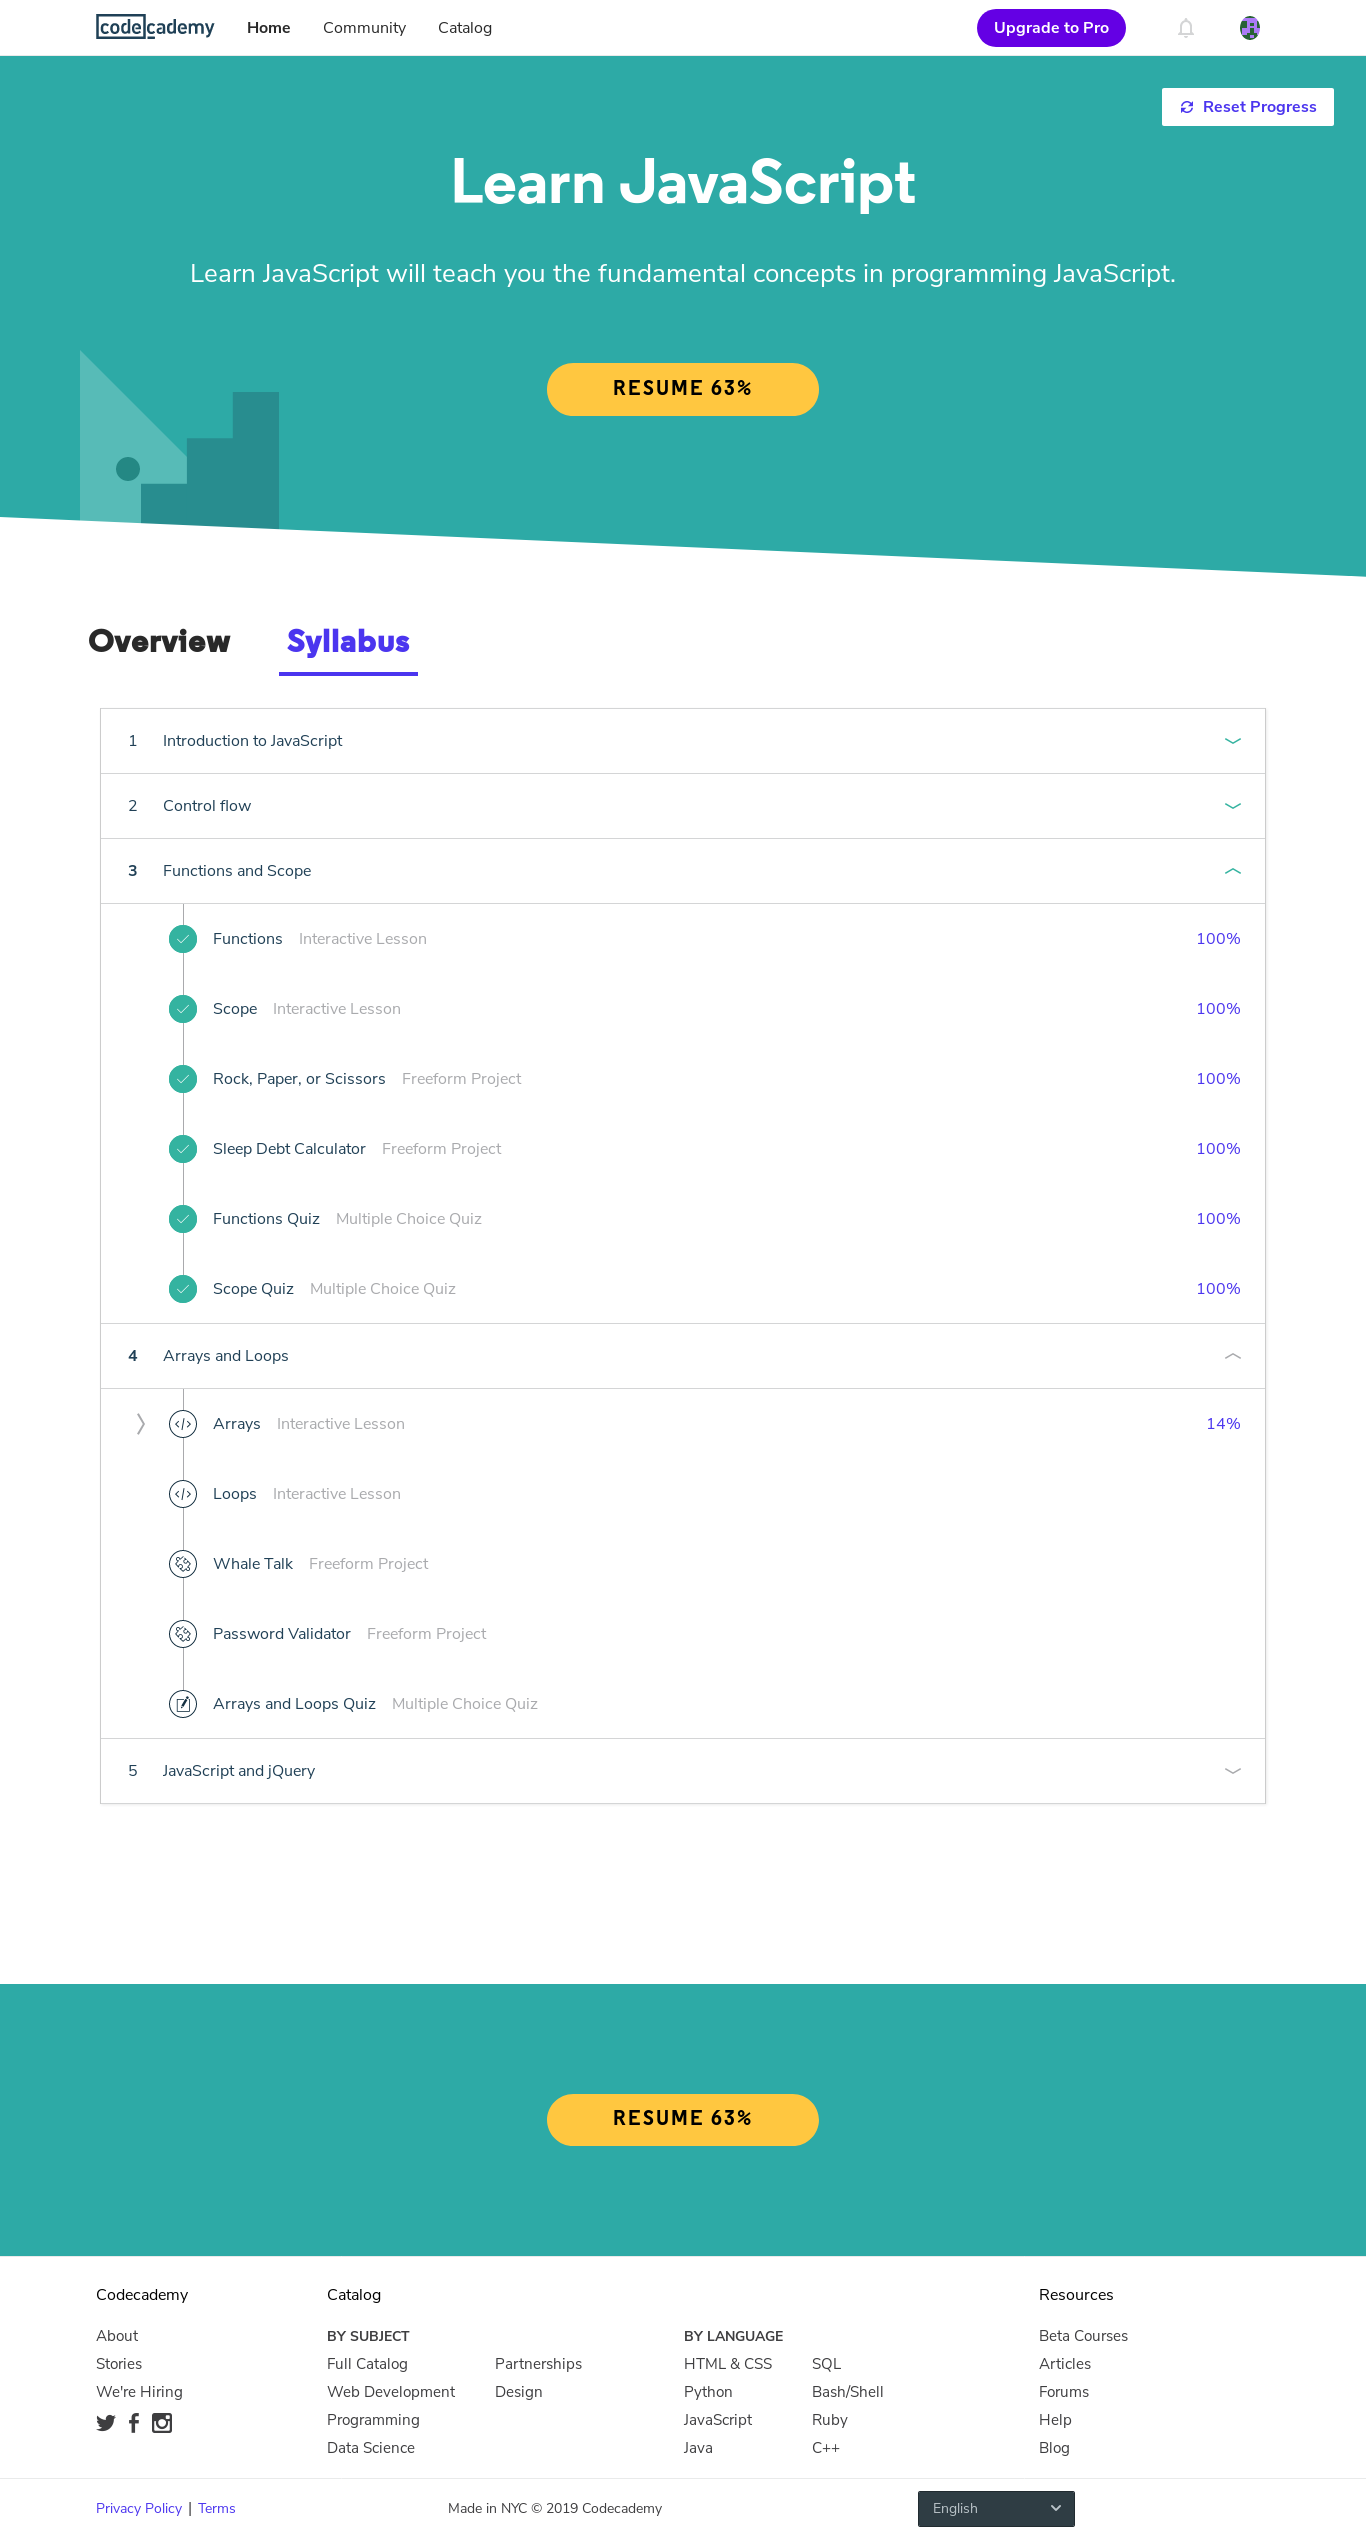 codecademy Home Community Catalog Upgrade to Pro
Reset Progress
Learn JavaScript
Learn JavaScript will teach you the fundamental concepts in programming JavaScript.
RESUME 63%
Overview Syllabus
1 Introduction to JavaScript
2 Control flow
3 Functions and Scope
Functions Interactive Lesson 100%
Scope Interactive Lesson 100%
Rock, Paper, or Scissors Freeform Project 100%
Sleep Debt Calculator Freeform Project 100%
Functions Quiz Multiple Choice Quiz 100%
Scope Quiz Multiple Choice Quiz 100%
4 Arrays and Loops
Arrays Interactive Lesson 14%
Loops Interactive Lesson
Whale Talk Freeform Project
Password Validator Freeform Project
Arrays and Loops Quiz Multiple Choice Quiz
5 JavaScript and jQuery
RESUME 63%
Codecademy
About
Stories
We're Hiring
Catalog
BY SUBJECT
Full Catalog
Web Development
Programming
Data Science
Partnerships
Design
BY LANGUAGE
HTML & CSS
Python
JavaScript
Java
SQL
Bash/Shell
Ruby
C++
Resources
Beta Courses
Articles
Forums
Help
Blog
Privacy Policy | Terms
Made in NYC © 2019 Codecademy
English